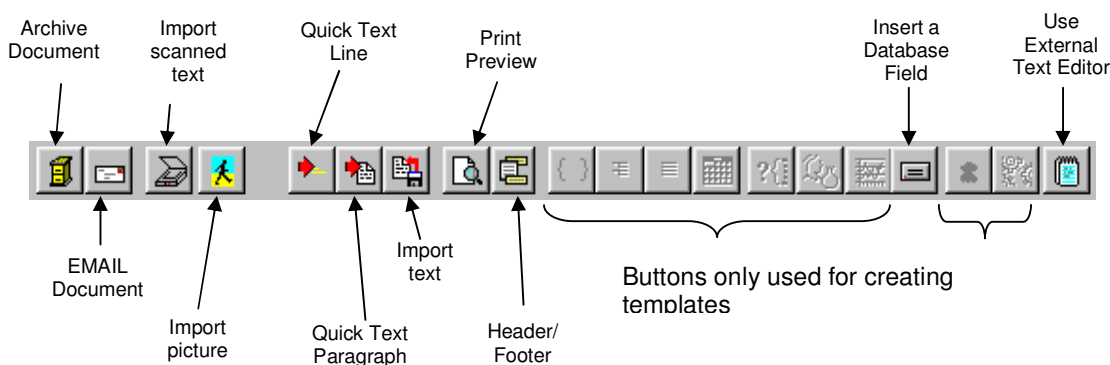 Archive
Document
Import
scanned
text
Quick Text
Line
Print
Preview
Insert a
Database
Field
Use
External
Text Editor
EMAIL
Document
Import
picture
Quick Text
Paragraph
Import
text
Header/
Footer
Buttons only used for creating
templates